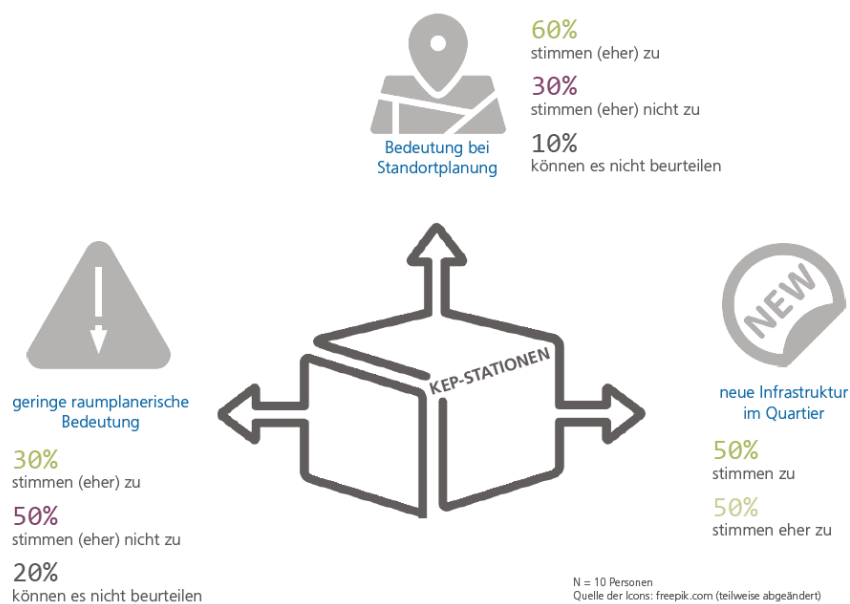 60%
stimmen (eher) zu
30%
stimmen (eher) nicht zu
10%
können es nicht beurteilen
Bedeutung bei
Standortplanung
KEP-STATIONEN
NEW
geringe raumplanerische
Bedeutung
30%
stimmen (eher) zu
50%
stimmen (eher) nicht zu
20%
können es nicht beurteilen
neue Infrastruktur
im Quartier
50%
stimmen zu
50%
stimmen eher zu
N = 10 Personen
Quelle der Icons: freepik.com (teilweise abgeändert)